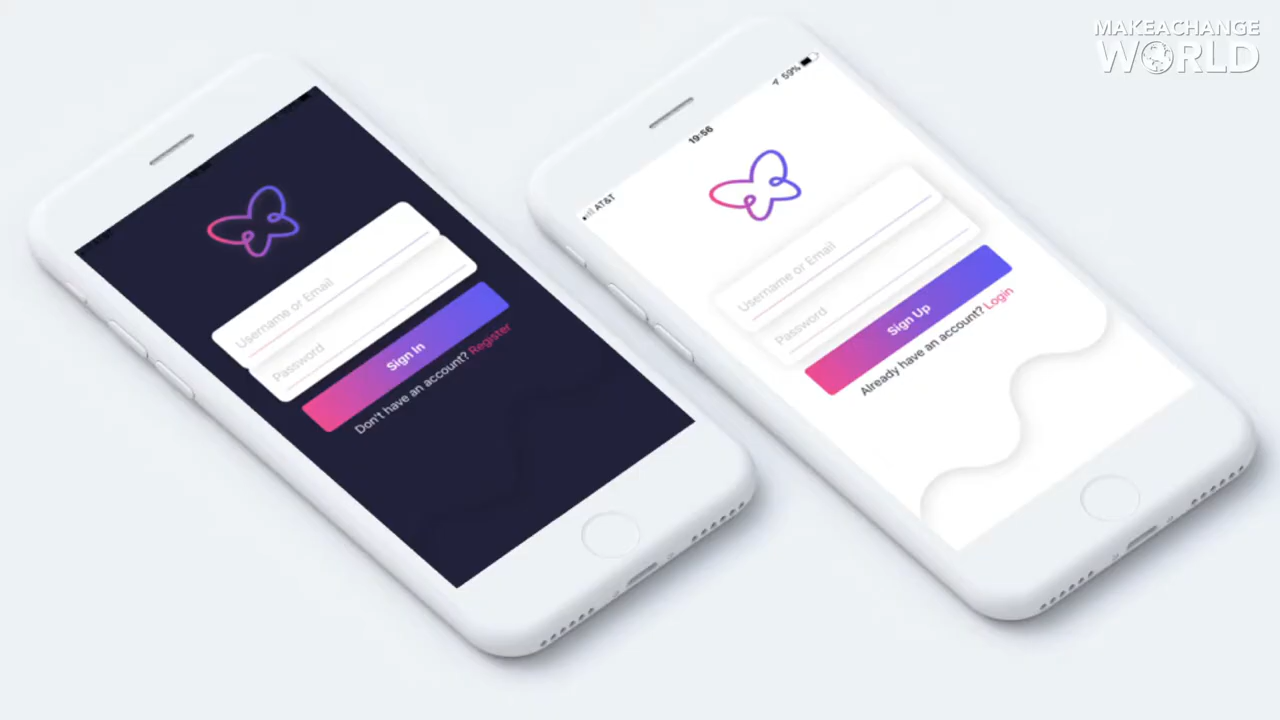 MAKEACHANGE
WORLD
Username or Email
Password
Sign In
Don't have an account? Register
AT&T
19:56
59%
Username or Email
Password
Sign Up
Already have an account? Login